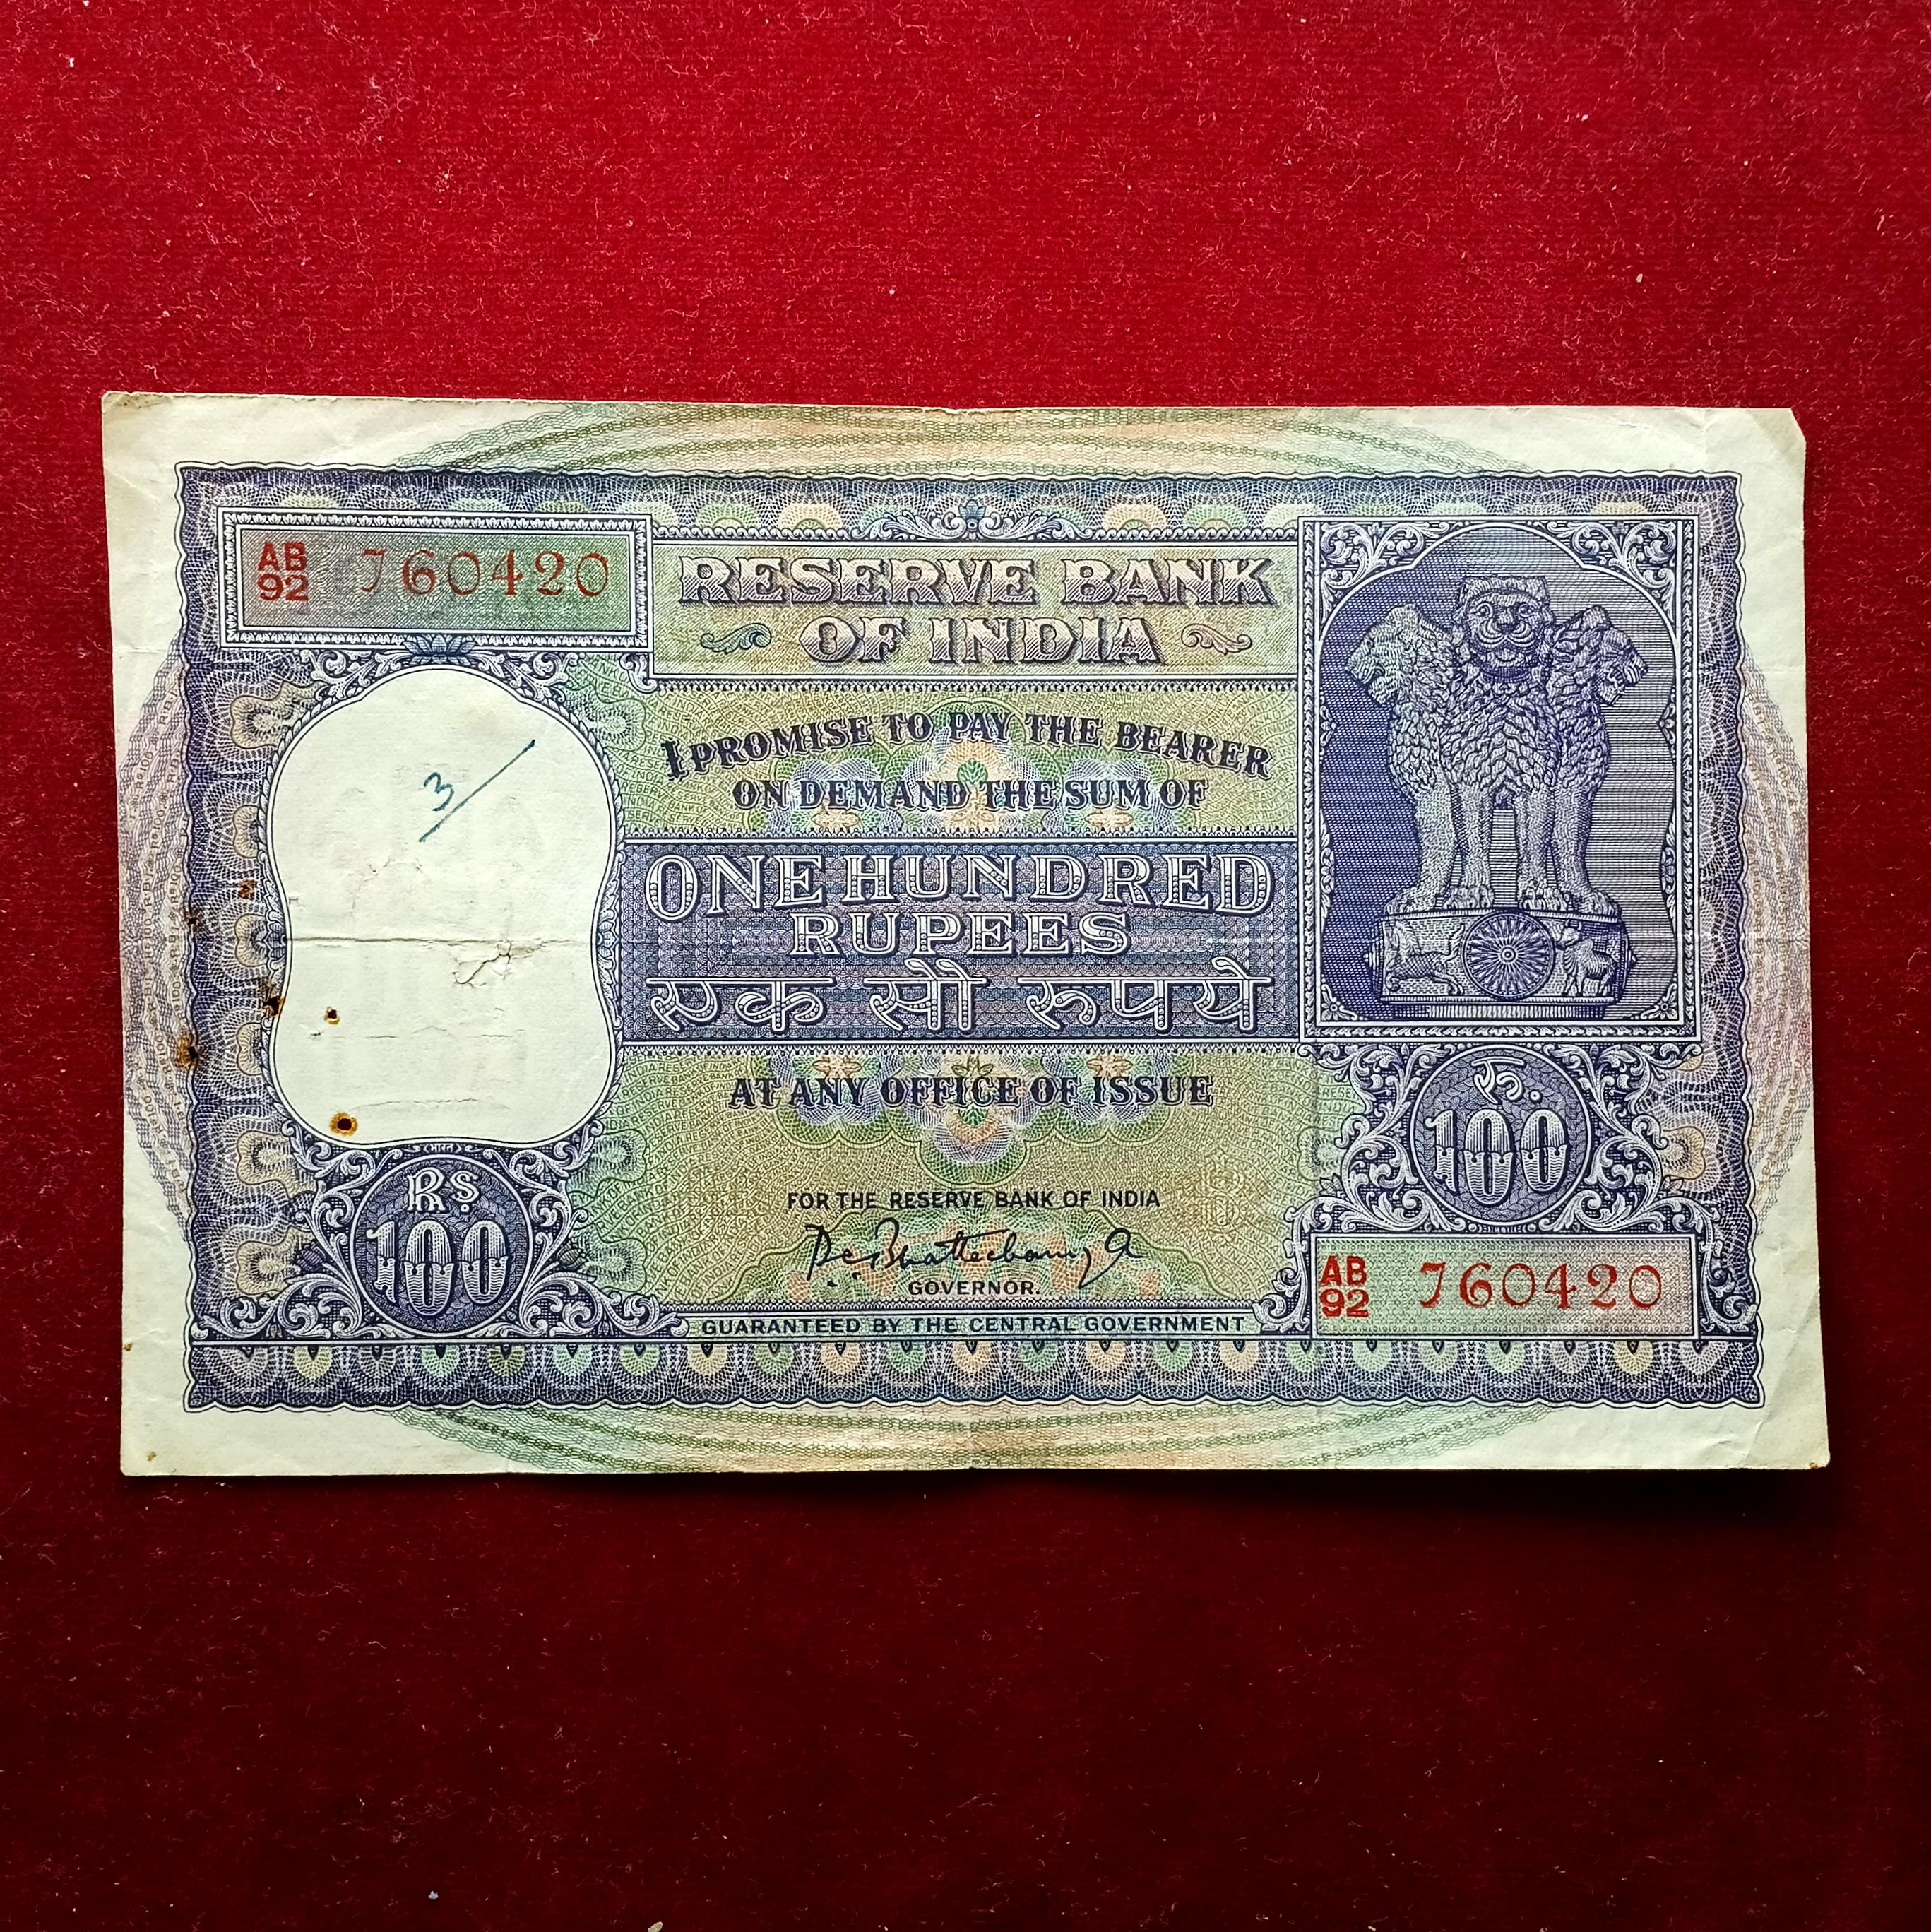 AB
92 760420
RESERVE BANK
OF INDIA
3
I PROMISE TO PAY THE BEARER
ON DEMAND THE SUM OF
ONE HUNDRED
RUPEES
एक सौ रूपये
AT ANY OFFICE OF ISSUE
FOR THE RESERVE BANK OF INDIA
P.C. Bhattacharyya
GOVERNOR.
GUARANTEED BY THE CENTRAL GOVERNMENT
Rs
100
रु.
100
AB
92 760420